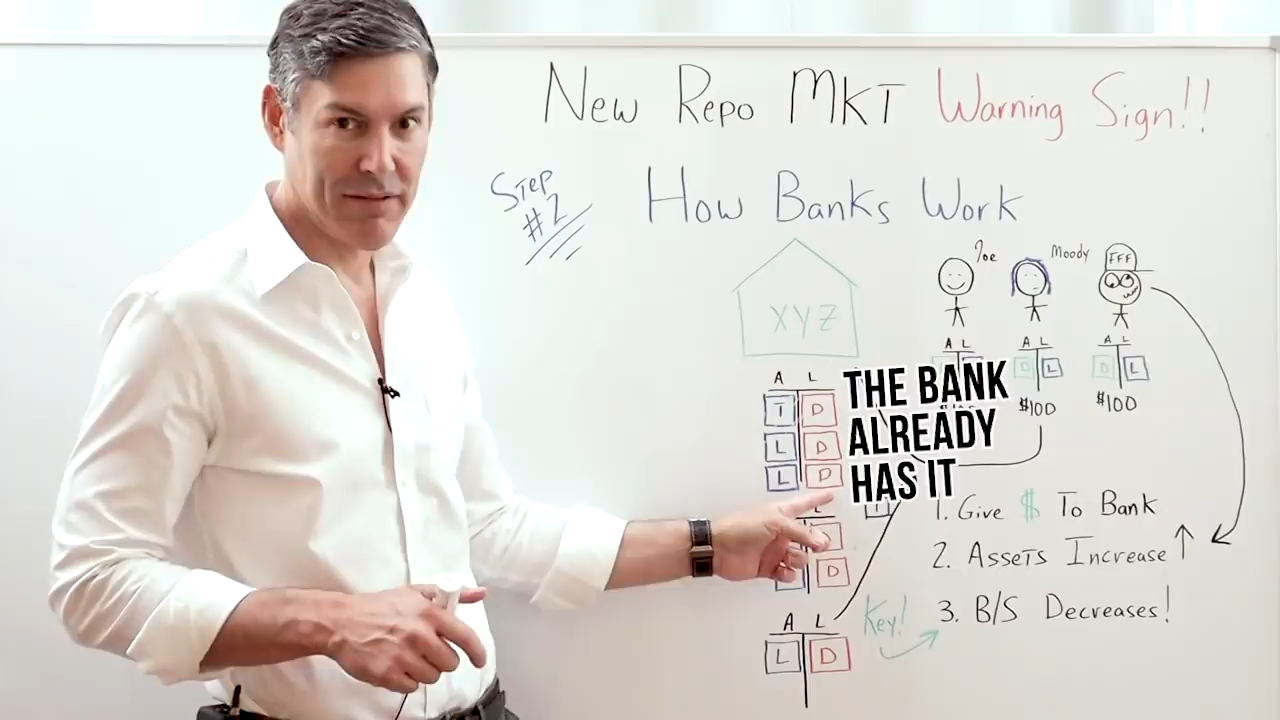 New Repo MKT Warning Sign!!
Step
#2
How Banks Work
Joe
Moody
FFF
XYZ
A L
A L
A L
D L
D L
$100
$100
A L
T D
L D
L D
THE BANK
ALREADY
HAS IT
L
D
D
1. Give $ To Bank
2. Assets Increase ↑
Key!
3. B/S Decreases!
A L
L D